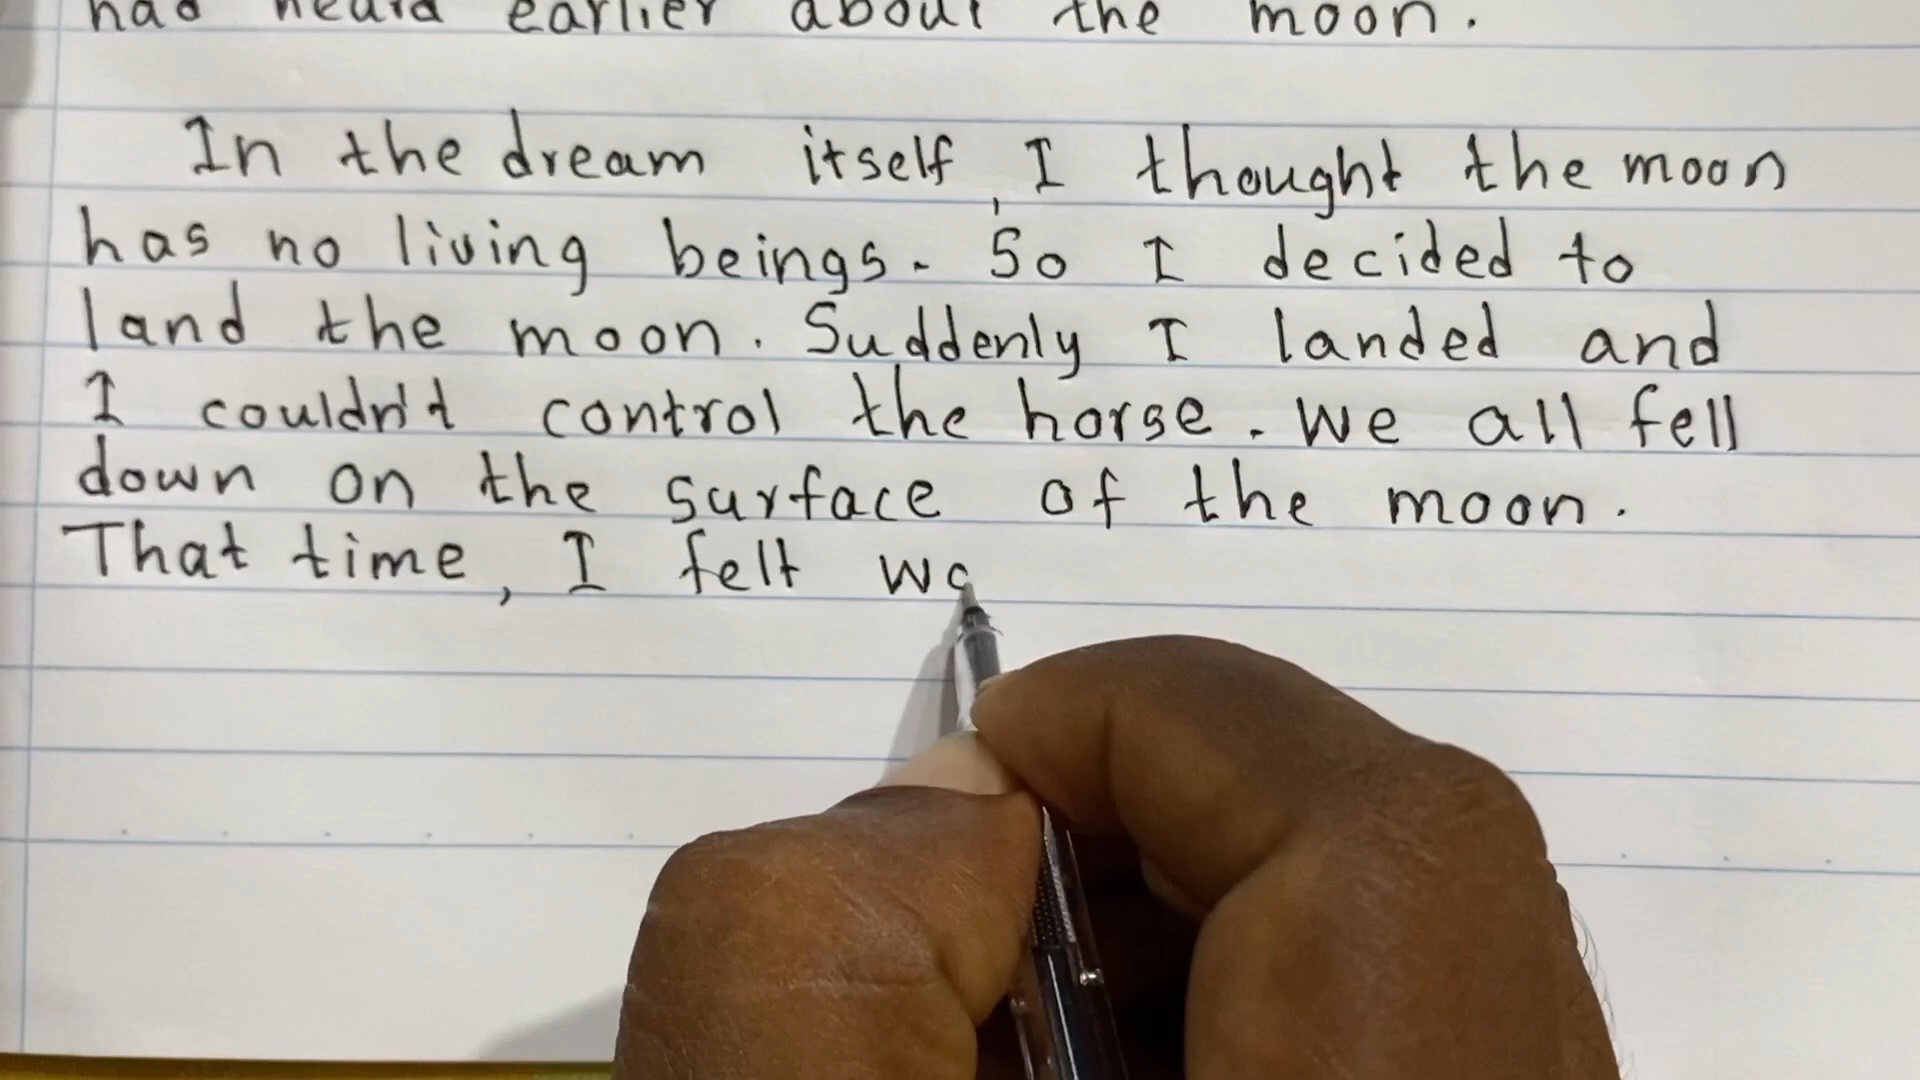 had heard earlier about the moon.
In the dream itself, I thought the moon
has no living beings. So I decided to
land the moon. Suddenly I landed and
I couldn't control the horse. We all fell
down on the surface of the moon.
That time, I felt